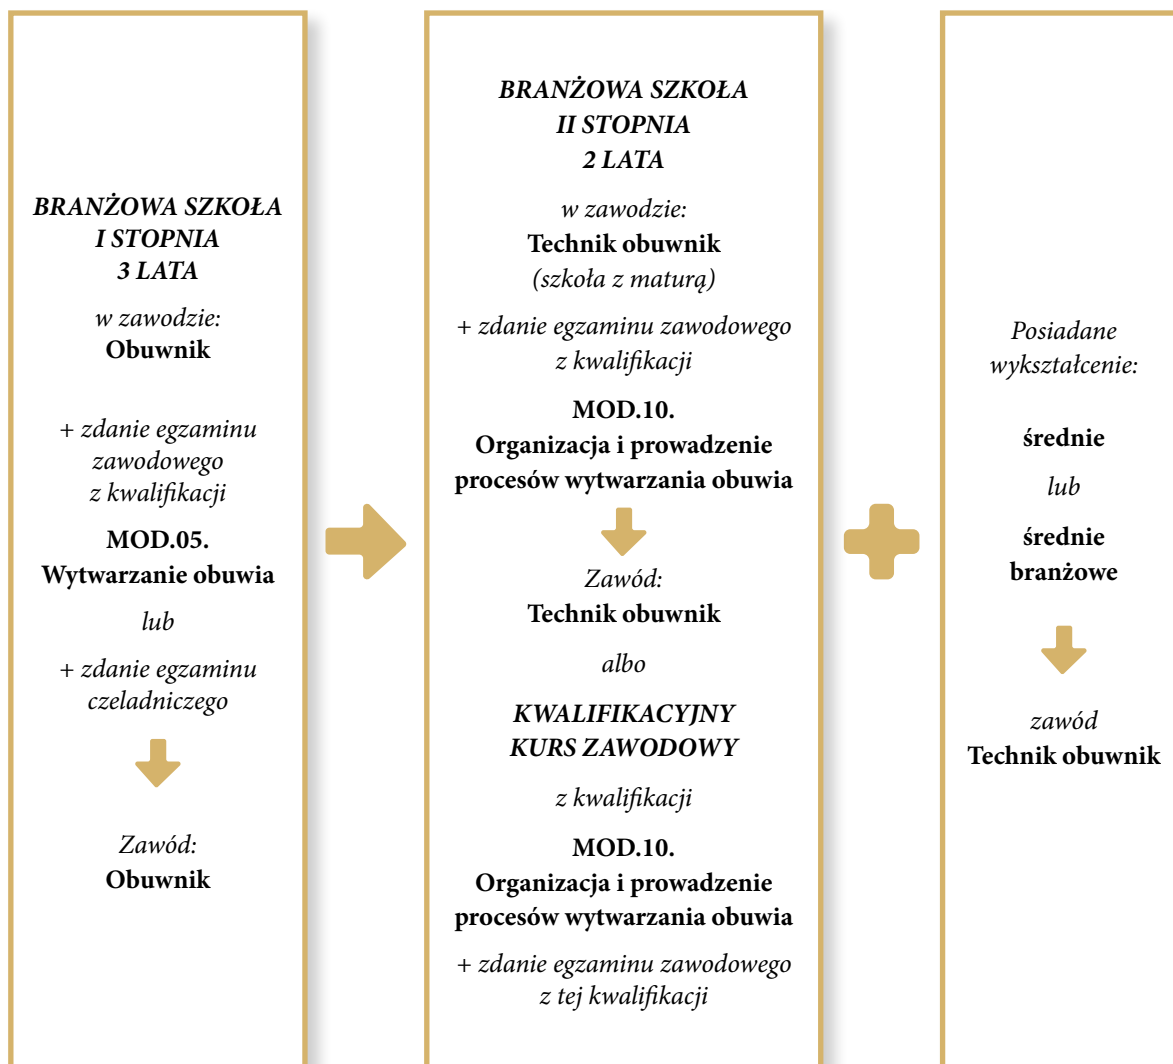 BRANŻOWA SZKOŁA
I STOPNIA
3 LATA
w zawodzie:
Obuwnik
+ zdanie egzaminu
zawodowego
z kwalifikacji
MOD.05.
Wytwarzanie obuwia
lub
+ zdanie egzaminu
czeladniczego
Zawód:
Obuwnik
BRANŻOWA SZKOŁA
II STOPNIA
2 LATA
w zawodzie:
Technik obuwnik
(szkoła z maturą)
+ zdanie egzaminu zawodowego
z kwalifikacji
MOD.10.
Organizacja i prowadzenie
procesów wytwarzania obuwia
Zawód:
Technik obuwnik
albo
KWALIFIKACYJNY
KURS ZAWODOWY
z kwalifikacji
MOD.10.
Organizacja i prowadzenie
procesów wytwarzania obuwia
+ zdanie egzaminu zawodowego
z tej kwalifikacji
Posiadane
wykształcenie:
średnie
lub
średnie
branżowe
zawód
Technik obuwnik